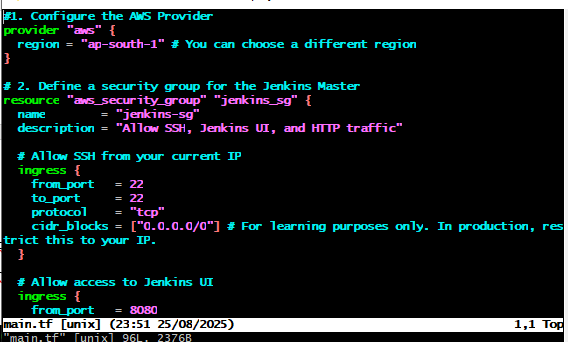 #1. Configure the AWS Provider
provider "aws" {
  region = "ap-south-1" # You can choose a different region
}

# 2. Define a security group for the Jenkins Master
resource "aws_security_group" "jenkins_sg" {
  name        = "jenkins-sg"
  description = "Allow SSH, Jenkins UI, and HTTP traffic"

  # Allow SSH from your current IP
  ingress {
    from_port   = 22
    to_port     = 22
    protocol    = "tcp"
    cidr_blocks = ["0.0.0.0/0"] # For learning purposes only. In production, res
trict this to your IP.
  }

  # Allow access to Jenkins UI
  ingress {
    from_port   = 8080
main.tf [unix] (23:51 25/08/2025) 1,1 Top
"main.tf" [unix] 96L, 2376B